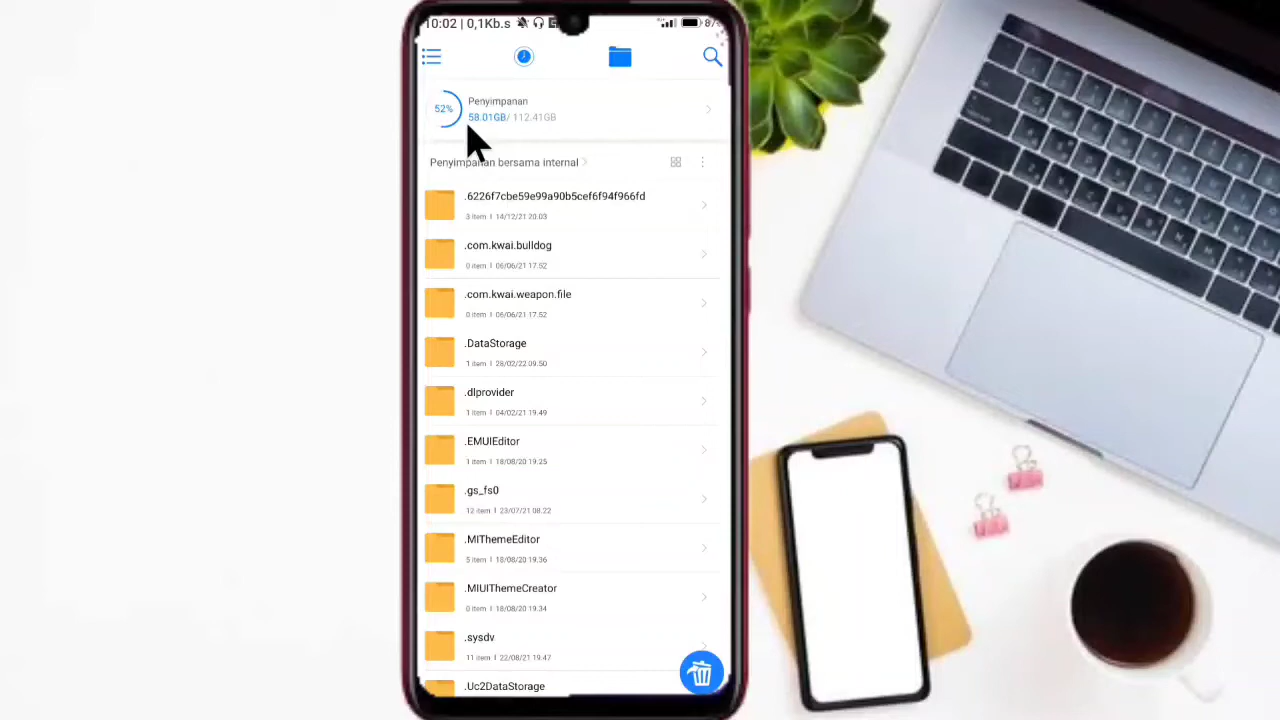 10:02 | 0,1Kb.s
52%
Penyimpanan
58.01GB/ 112.41GB
Penyimpanan bersama internal
.6226f7cbe59e99a90b5cef6f94f966fd
3 item | 14/12/21 20.03
.com.kwai.bulldog
0 item | 06/06/21 17.52
.com.kwai.weapon.file
0 item | 06/06/21 17.52
.DataStorage
1 item | 28/02/22 09.50
.dlprovider
1 item | 04/02/21 19.49
.EMUIEditor
1 item | 18/08/20 19.25
.gs_fs0
12 item | 23/07/21 08.22
.MIThemeEditor
5 item | 18/08/20 19.36
.MIUIThemeCreator
0 item | 18/08/20 19.34
.sysdv
11 item | 22/08/21 19.47
.Uc2DataStorage